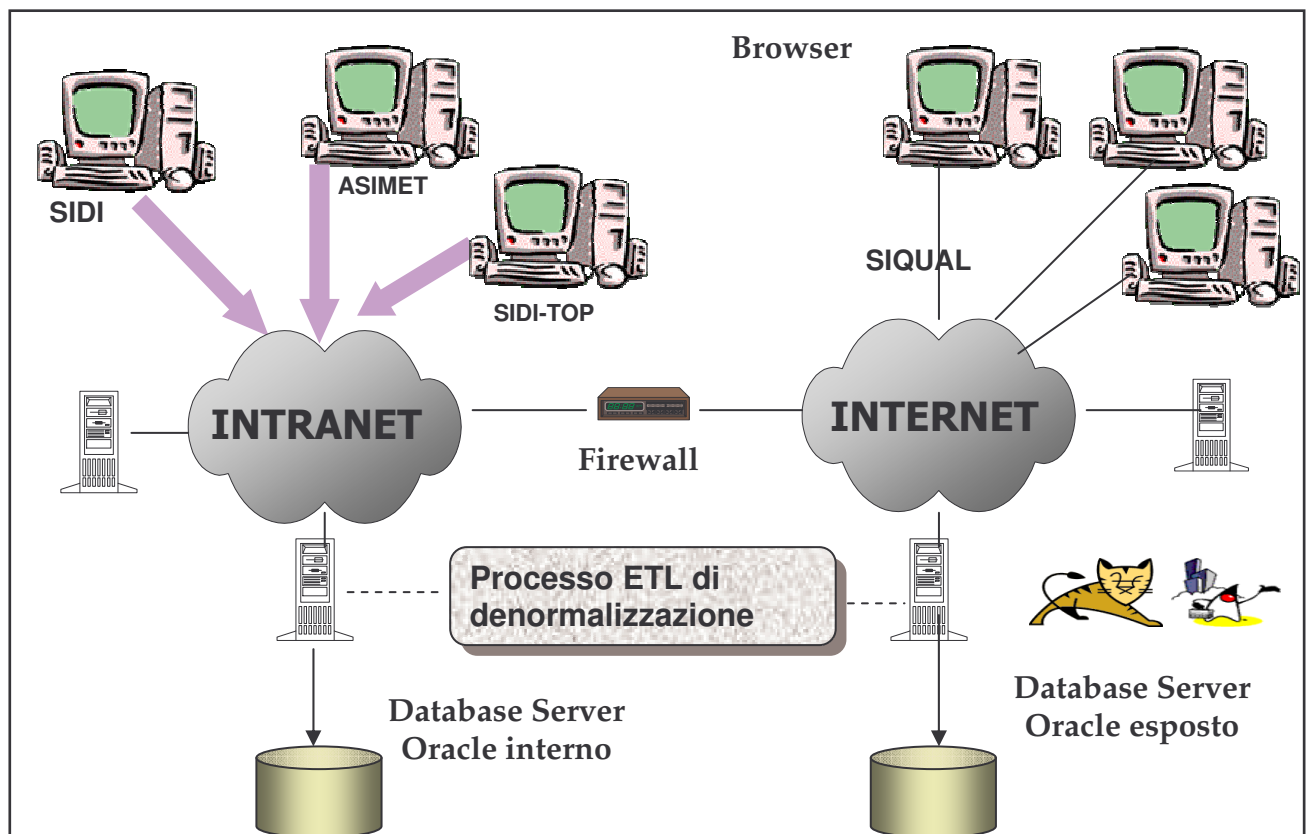 Browser
ASIMET
SIDI
SIQUAL
SIDI-TOP
INTRANET
INTERNET
Firewall
Processo ETL di
denormalizzazione
Database Server
Oracle interno
Database Server
Oracle esposto